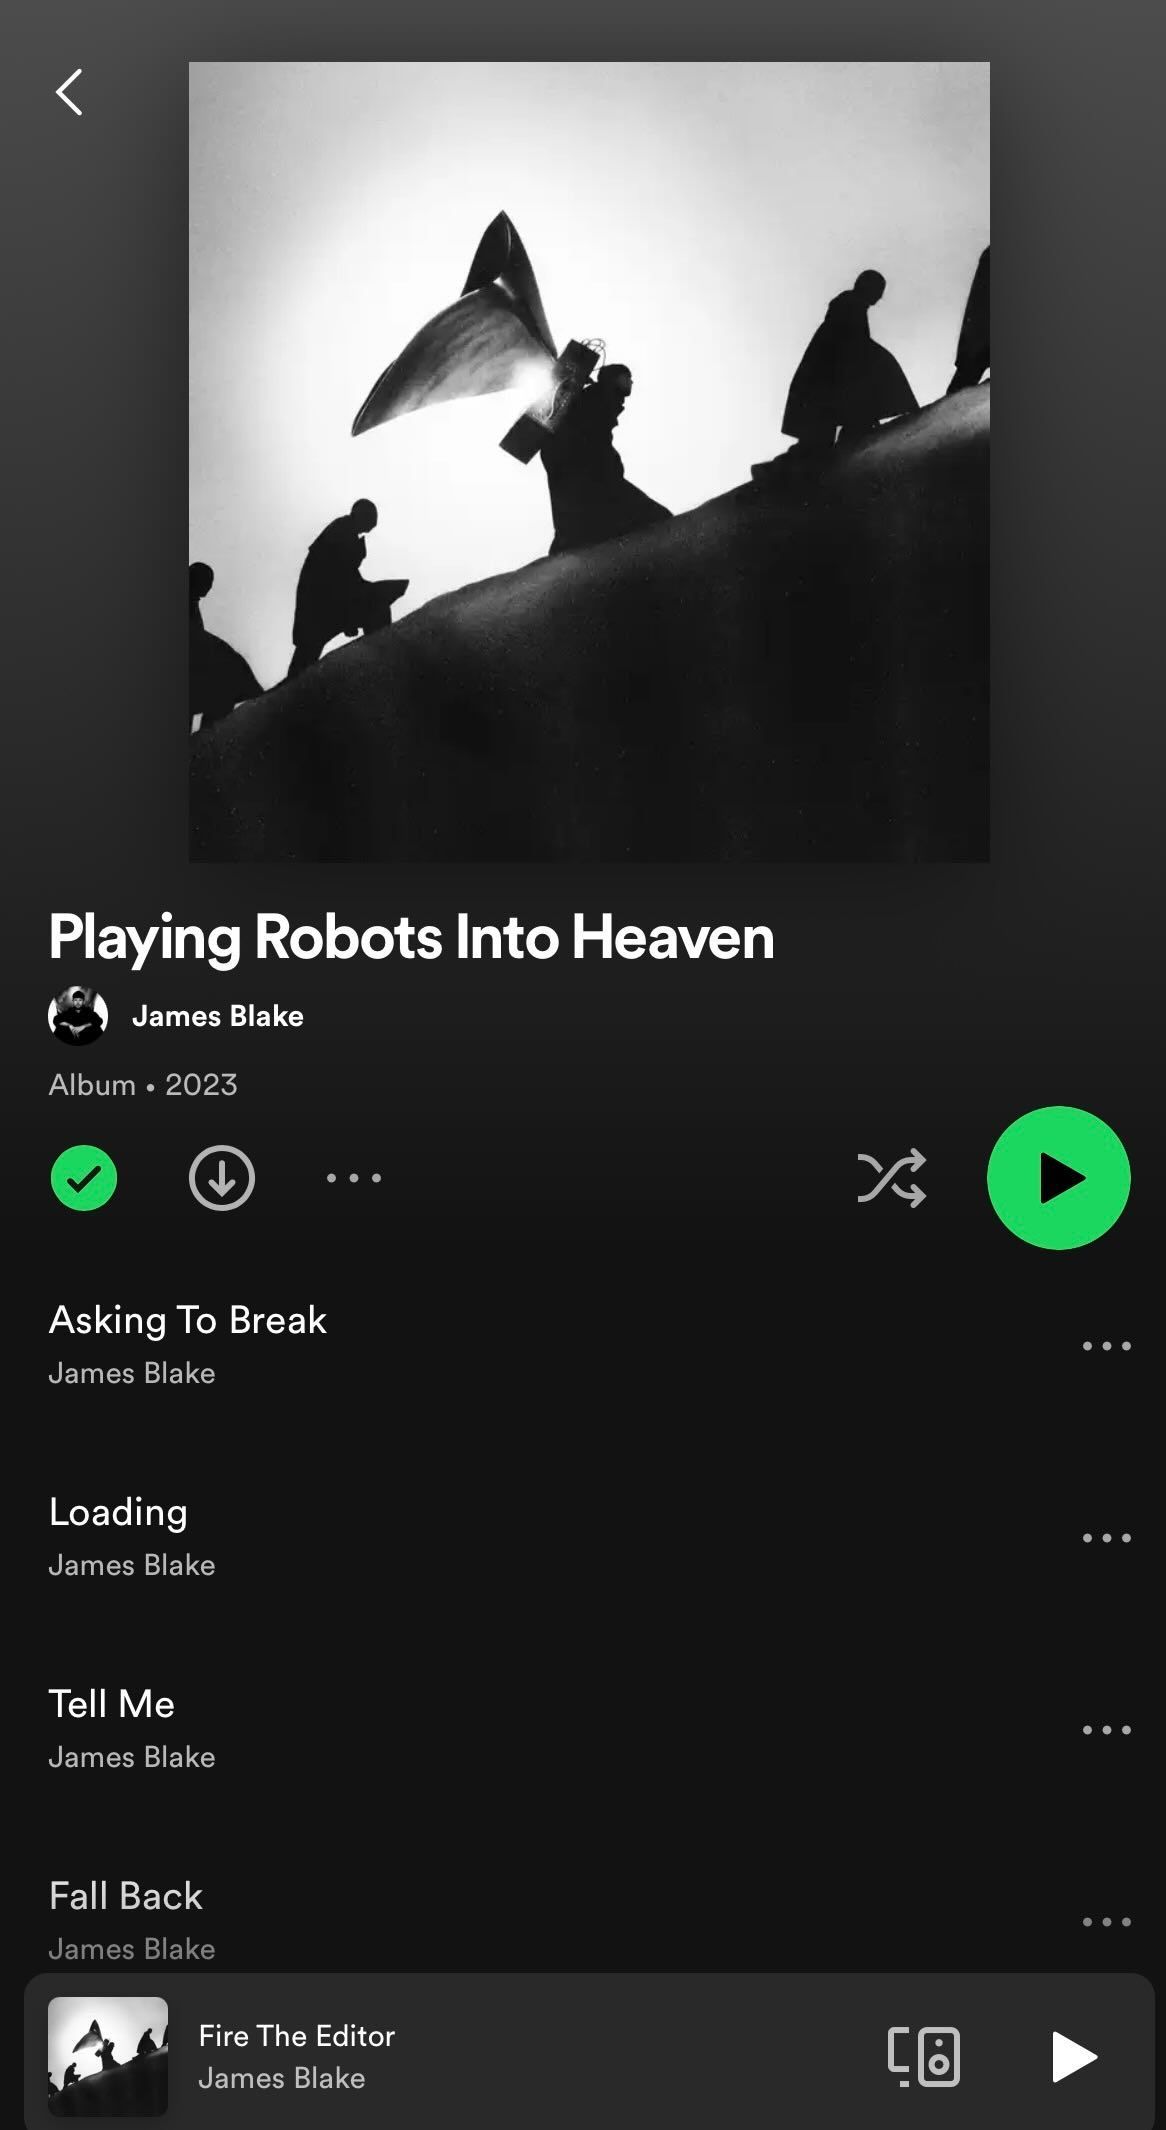 Playing Robots Into Heaven
James Blake
Album • 2023
Asking To Break
James Blake
Loading
James Blake
Tell Me
James Blake
Fall Back
James Blake
Fire The Editor
James Blake